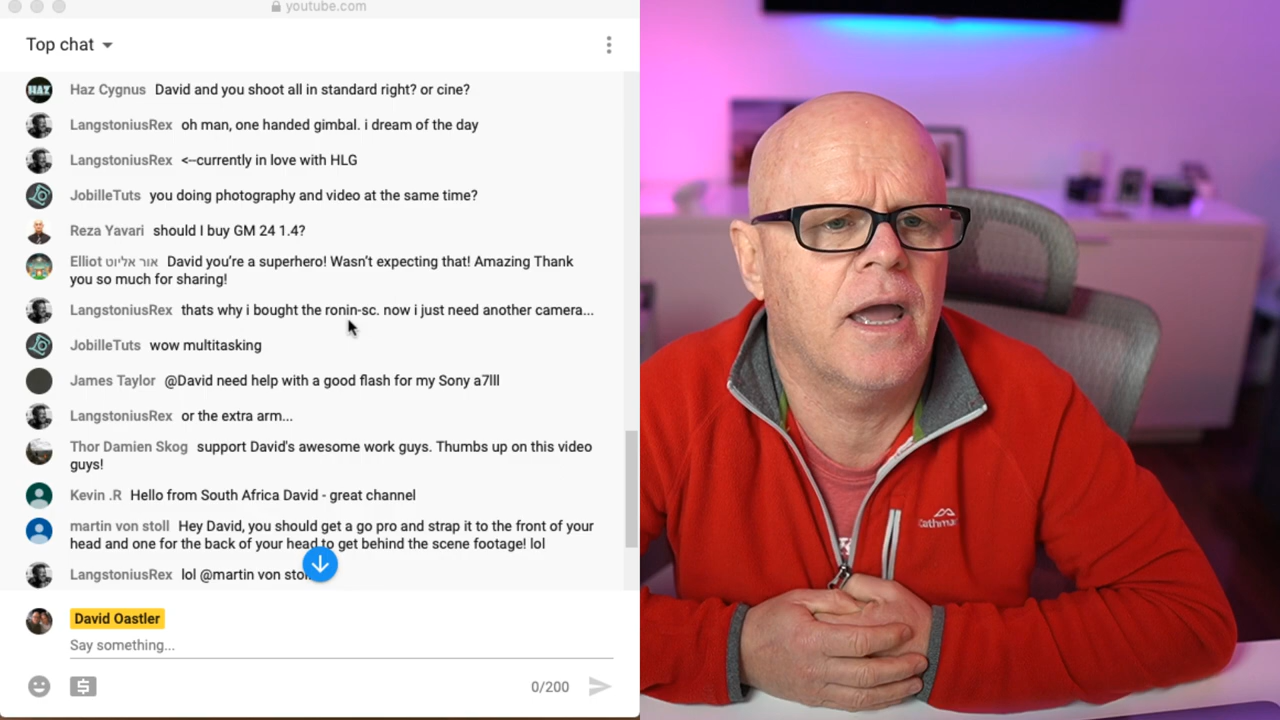 youtube.com
Top chat
Haz Cygnus David and you shoot all in standard right? or cine?
LangstoniusRex oh man, one handed gimbal. i dream of the day
LangstoniusRex <--currently in love with HLG
JobilleTuts you doing photography and video at the same time?
Reza Yavari should I buy GM 24 1.4?
Elliot אור אליוט David you're a superhero! Wasn't expecting that! Amazing Thank
you so much for sharing!
LangstoniusRex thats why i bought the ronin-sc. now i just need another camera...
JobilleTuts wow multitasking
James Taylor @David need help with a good flash for my Sony a7lll
LangstoniusRex or the extra arm...
Thor Damien Skog support David's awesome work guys. Thumbs up on this video
guys!
Kevin .R Hello from South Africa David - great channel
martin von stoll Hey David, you should get a go pro and strap it to the front of your
head and one for the back of your head to get behind the scene footage! lol
LangstoniusRex lol @martin von
David Oastler
Say something...
0/200
HAZ